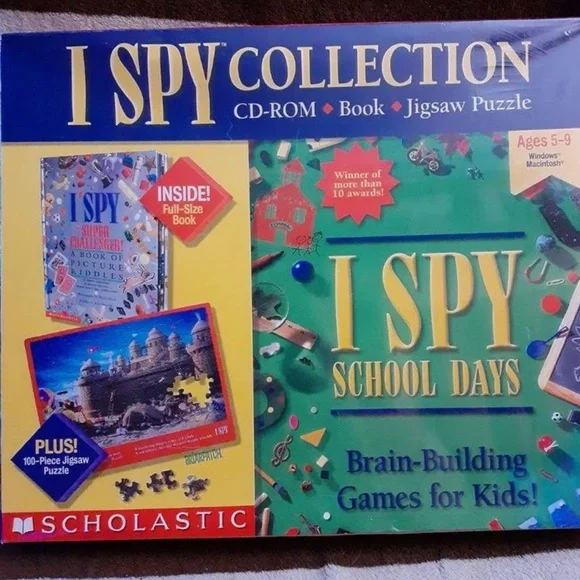 I SPY COLLECTION
CD-ROM ◆ Book ◆ Jigsaw Puzzle
Ages 5-9
Windows®
Macintosh®
INSIDE!
Full-Size
Book
Winner of
more than
10 awards!
I SPY
SUPER
CHALLENGER!
A BOOK OF
PICTURE
RIDDLES
I SPY
SCHOOL DAYS
PLUS!
100-Piece Jigsaw
Puzzle
I SPY
BRIARPATCH
Brain-Building
Games for Kids!
SCHOLASTIC